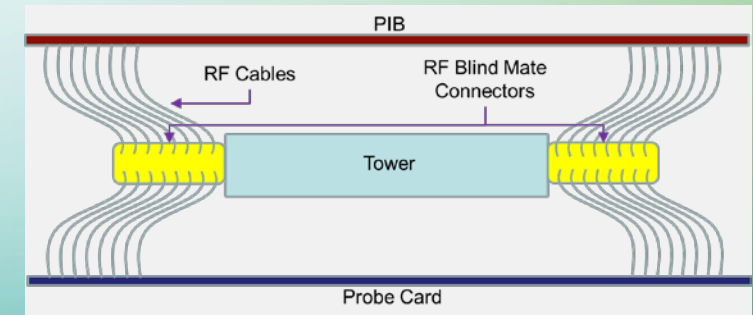 PIB
RF Cables
RF Blind Mate
Connectors
Tower
Probe Card